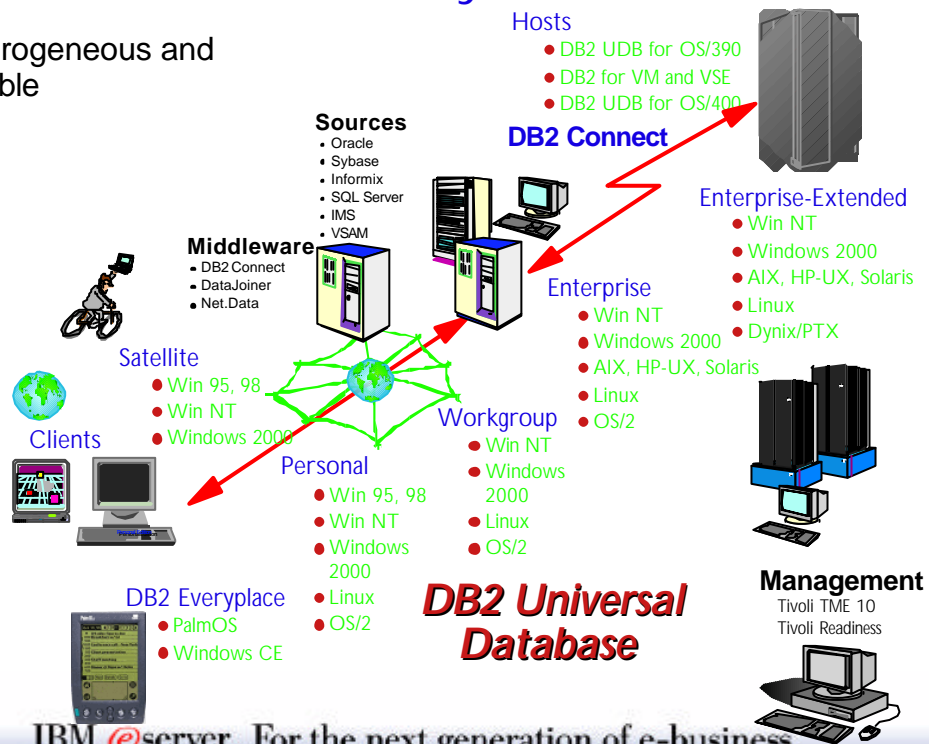 rogeneous and
ble
Hosts
DB2 UDB for OS/390
DB2 for VM and VSE
DB2 UDB for OS/400
DB2 Connect
Sources
Oracle
Sybase
Informix
SQL Server
IMS
VSAM
Middleware
DB2 Connect
DataJoiner
Net.Data
Enterprise-Extended
Win NT
Windows 2000
AIX, HP-UX, Solaris
Linux
Dynix/PTX
Enterprise
Win NT
Windows 2000
AIX, HP-UX, Solaris
Linux
OS/2
Satellite
Win 95, 98
Win NT
Windows 2000
Clients
Workgroup
Win NT
Windows
2000
Linux
OS/2
Personal
Win 95, 98
Win NT
Windows
2000
Linux
OS/2
DB2 Everyplace
PalmOS
Windows CE
DB2 Universal
Database
Management
Tivoli TME 10
Tivoli Readiness
IBM @server. For the next generation of e-business